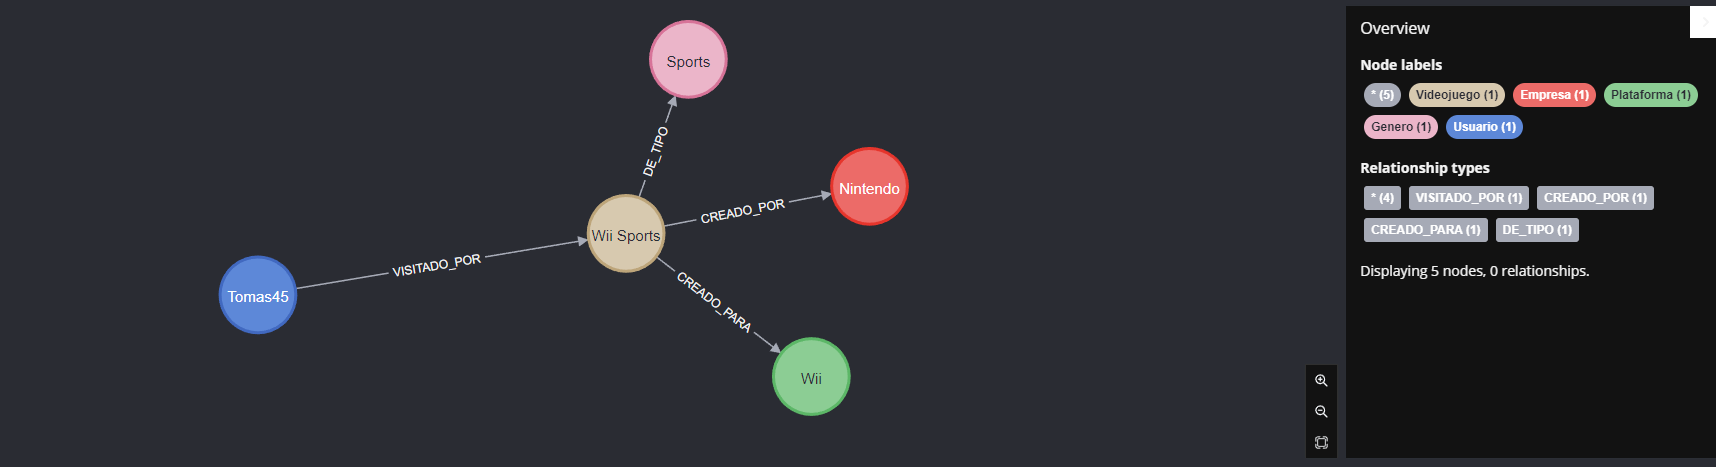 Sports
DE_TIPO
Nintendo
CREADO_POR
Wii Sports
VISITADO_POR
Tomas45
CREADO_PARA
Wii
Overview
Node labels
* (5) Videojuego (1) Empresa (1) Plataforma (1)
Genero (1) Usuario (1)
Relationship types
* (4) VISITADO_POR (1) CREADO_POR (1)
CREADO_PARA (1) DE_TIPO (1)
Displaying 5 nodes, 0 relationships.